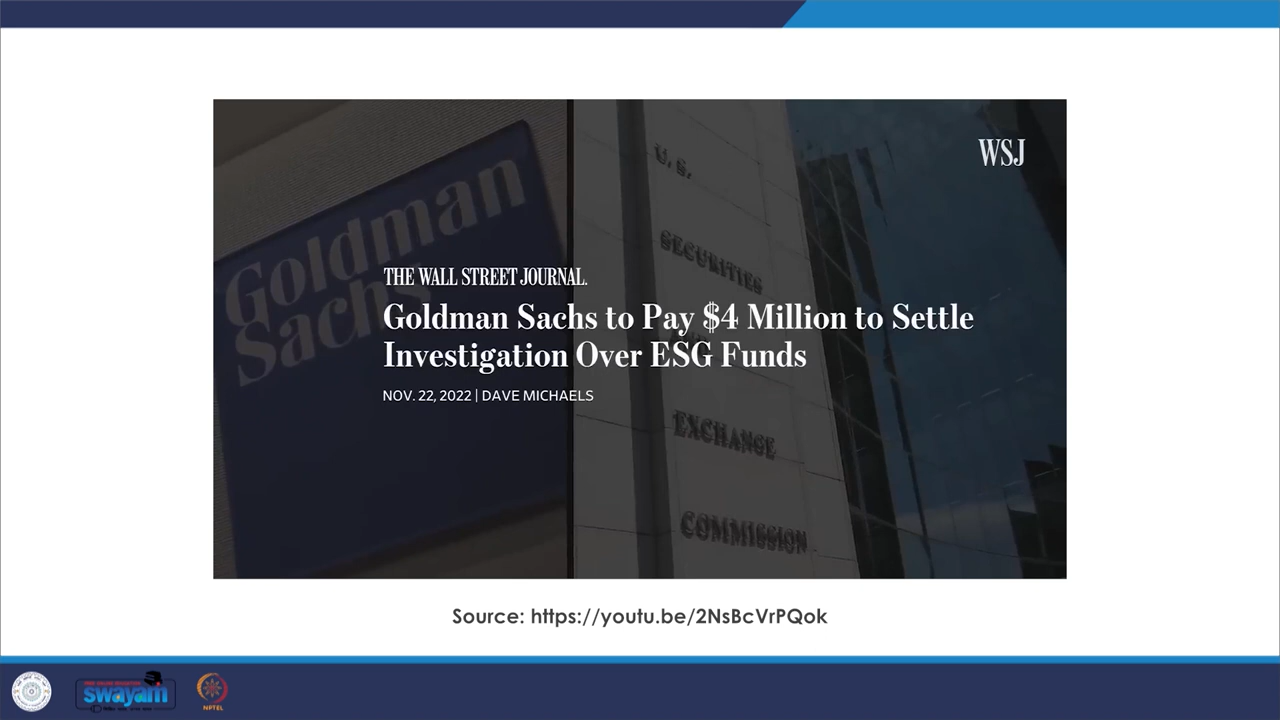 WSJ
Goldman
Sachs
U.S.
SECURITIES
EXCHANGE
COMMISSION
THE WALL STREET JOURNAL.
Goldman Sachs to Pay $4 Million to Settle
Investigation Over ESG Funds
NOV. 22, 2022 | DAVE MICHAELS
Source: https://youtu.be/2NsBcVrPQok
swayam
NPTEL